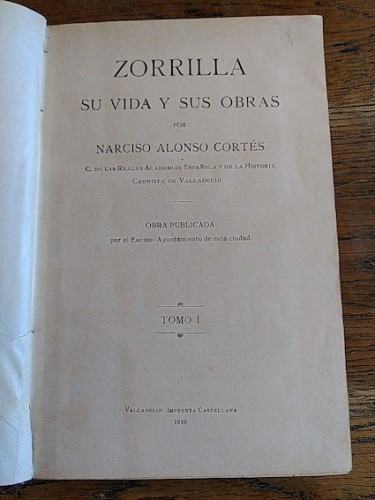 ZORRILLA
SU VIDA Y SUS OBRAS
POR
NARCISO ALONSO CORTÉS
C. DE LAS REALES ACADEMIAS ESPAÑOLA Y DE LA HISTORIA
CRONISTA DE VALLADOLID
OBRA PUBLICADA
por el Excmo. Ayuntamiento de esta ciudad
TOMO I
VALLADOLID: IMPRENTA CASTELLANA
1916